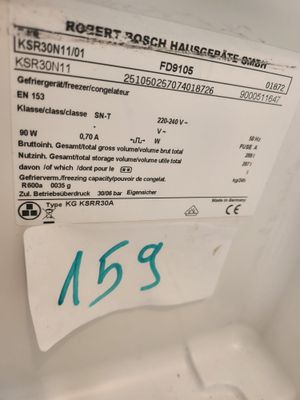 ROBERT BOSCH HAUSGERÄTE GMBH
KSR30N11/01 FD9105 01872
KSR30N11 251050257074018726 9000511647
Gefriergerät/freezer/congelateur
EN 153
Klasse/class/classe SN-T 220-240 V~
V~ 50 Hz
90 W 0,70 A W FUSE A
Bruttoinh. Gesamt/total gross volume/volume brut total l
Nutzinh. Gesamt/total storage volume/volume utile total l
davon /of which / dont pour le l
Gefrierverm./freezing capacity/pouvoir de congelat. kg/24h
R600a 0035 g
Zul. Betriebsüberdruck 30/06 bar Eigensicher
Type KG KSRR30A Made in Germany
159